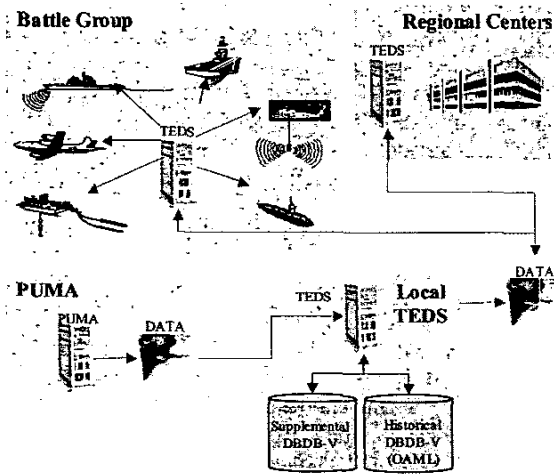 Battle Group
Regional Centers
TEDS
TEDS
DATA
PUMA
TEDS
Local
TEDS
PUMA
DATA
Supplemental
DBDB-V
Historical
DBDB-V
(OAML)